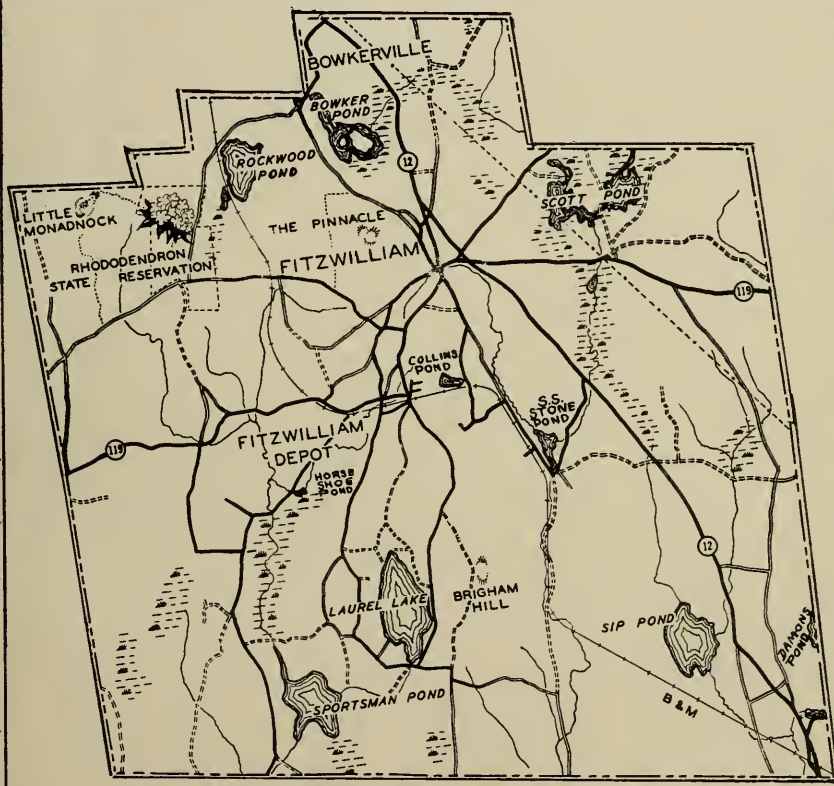 BOWKERVILLE
BOWKER
POND
12
ROCKWOOD
POND
SCOTT POND
LITTLE
MONADNOCK
THE PINNACLE
RHODODENDRON
STATE RESERVATION
FITZWILLIAM
119
COLLINS
POND
S.S.
STONE
POND
119
FITZWILLIAM
DEPOT
HORSE
SHOE
POND
12
LAUREL LAKE
BRIGHAM
HILL
SIP POND
DAMONS
POND
SPORTSMAN POND
B & M